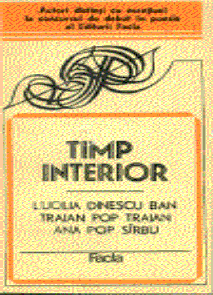 Autori distinși cu mențiuni
la concursul de debut în poezie
al Editurii Facla
TIMP
INTERIOR
LUCILIA DINESCU BAN
TRAIAN POP TRAIAN
ANA POP SÎRBU
Facla